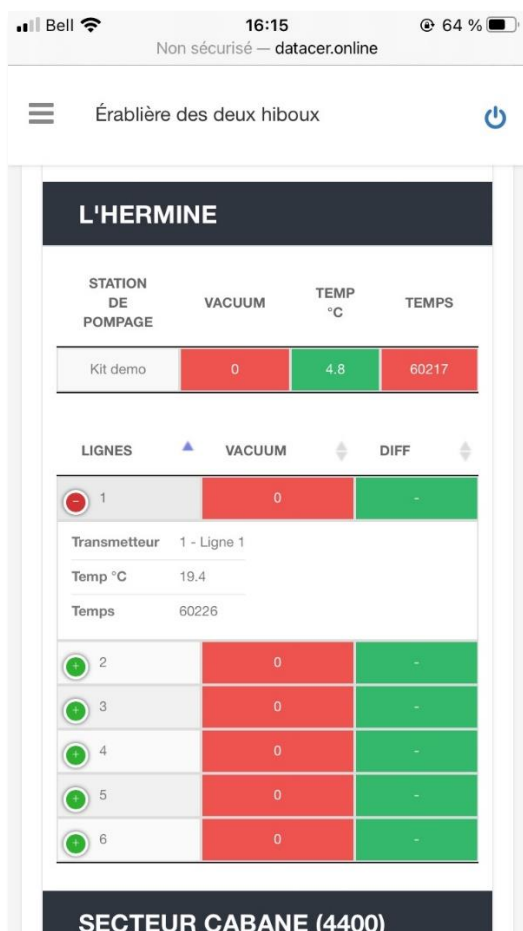 Bell 16:15 64 %
Non sécurisé — datacer.online
Érablière des deux hiboux
L'HERMINE
STATION DE POMPAGE VACUUM TEMP °C TEMPS
Kit demo 0 4.8 60217
LIGNES VACUUM DIFF
1 0 -
Transmetteur 1 - Ligne 1
Temp °C 19.4
Temps 60226
2 0 -
3 0 -
4 0 -
5 0 -
6 0 -
SECTEUR CABANE (4400)